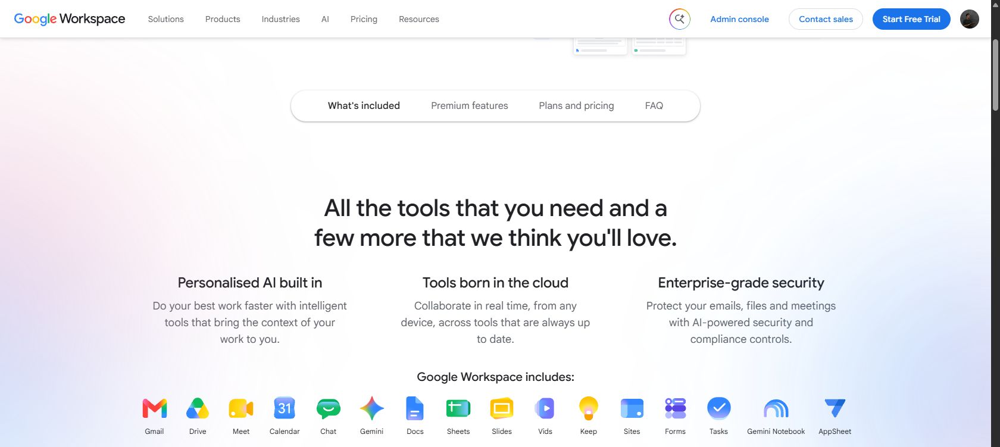 Google Workspace
Solutions
Products
Industries
AI
Pricing
Resources
Admin console
Contact sales
Start Free Trial
What's included
Premium features
Plans and pricing
FAQ
All the tools that you need and a
few more that we think you'll love.
Personalised AI built in
Do your best work faster with intelligent
tools that bring the context of your
work to you.
Tools born in the cloud
Collaborate in real time, from any
device, across tools that are always up
to date.
Enterprise-grade security
Protect your emails, files and meetings
with AI-powered security and
compliance controls.
Google Workspace includes:
31
Gmail
Drive
Meet
Calendar
Chat
Gemini
Docs
Sheets
Slides
Vids
Keep
Sites
Forms
Tasks
Gemini Notebook
AppSheet